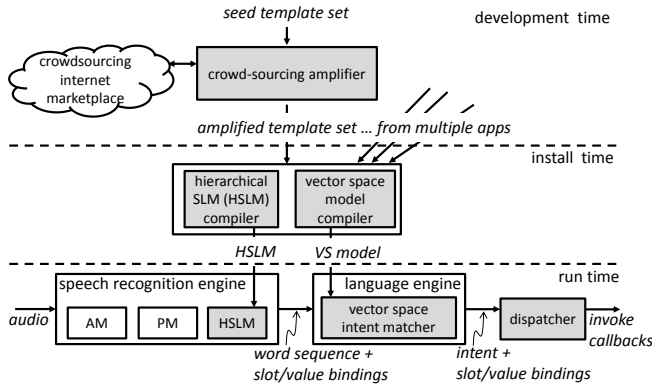 seed template set
development time
crowdsourcing
internet
marketplace
crowd-sourcing amplifier
amplified template set ... from multiple apps
install time
hierarchical
SLM (HSLM)
compiler
vector space
model
compiler
HSLM
VS model
run time
speech recognition engine
language engine
audio
AM
PM
HSLM
vector space
intent matcher
dispatcher
invoke
callbacks
word sequence +
slot/value bindings
intent +
slot/value bindings